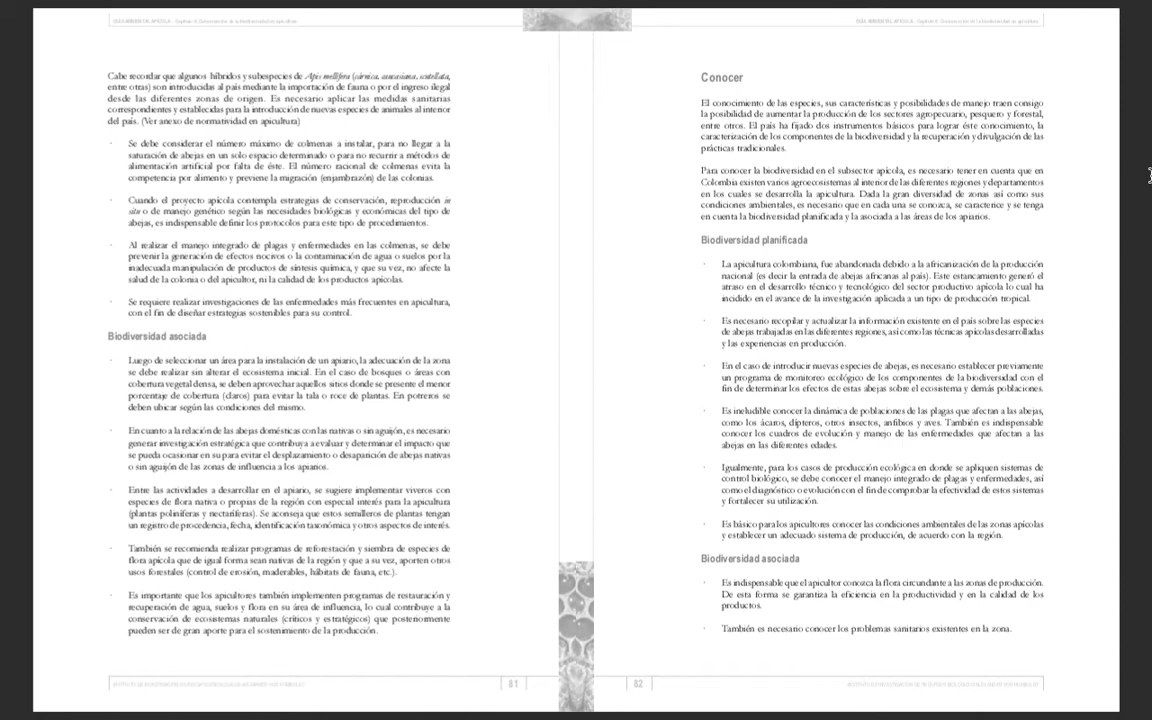 GUÍA AMBIENTAL APÍCOLA - Capítulo 5. Conservación de la biodiversidad en apicultura
Cabe recordar que algunos híbridos y subespecies de Apis mellifera (cárnica, caucasiana, scutellata,
entre otras) son introducidas al país mediante la importación de fauna o por el ingreso ilegal
desde las diferentes zonas de origen. Es necesario aplicar las medidas sanitarias
correspondientes y establecidas para la introducción de nuevas especies de animales al interior
del país. (Ver anexo de normatividad en apicultura)
· Se debe considerar el número máximo de colmenas a instalar, para no llegar a la
saturación de abejas en un solo espacio determinado o para no recurrir a métodos de
alimentación artificial por falta de éste. El número racional de colmenas evita la
competencia por alimento y previene la migración (enjambrazón) de las colonias.
· Cuando el proyecto apícola contempla estrategias de conservación, reproducción in
situ o de manejo genético según las necesidades biológicas y económicas del tipo de
abejas, es indispensable definir los protocolos para este tipo de procedimientos.
· Al realizar el manejo integrado de plagas y enfermedades en las colmenas, se debe
prevenir la generación de efectos nocivos o la contaminación de agua o suelos por la
inadecuada manipulación de productos de síntesis química, y que su vez, no afecte la
salud de la colonia o del apicultor, ni la calidad de los productos apícolas.
· Se requiere realizar investigaciones de las enfermedades más frecuentes en apicultura,
con el fin de diseñar estrategias sostenibles para su control.
Biodiversidad asociada
· Luego de seleccionar un área para la instalación de un apiario, la adecuación de la zona
se debe realizar sin alterar el ecosistema inicial. En el caso de bosques o áreas con
cobertura vegetal densa, se deben aprovechar aquellos sitios donde se presente el menor
porcentaje de cobertura (claros) para evitar la tala o roce de plantas. En potreros se
deben ubicar según las condiciones del mismo.
· En cuanto a la relación de las abejas domésticas con las nativas o sin aguijón, es necesario
generar investigación estratégica que contribuya a evaluar y determinar el impacto que
se pueda ocasionar en su para evitar el desplazamiento o desaparición de abejas nativas
o sin aguijón de las zonas de influencia a los apiarios.
· Entre las actividades a desarrollar en el apiario, se sugiere implementar viveros con
especies de flora nativa o propias de la región con especial interés para la apicultura
(plantas poliníferas y nectaríferas). Se aconseja que estos semilleros de plantas tengan
un registro de procedencia, fecha, identificación taxonómica y otros aspectos de interés.
· También se recomienda realizar programas de reforestación y siembra de especies de
flora apícola que de igual forma sean nativas de la región y que a su vez, aporten otros
usos forestales (control de erosión, maderables, hábitats de fauna, etc.).
· Es importante que los apicultores también implementen programas de restauración y
recuperación de agua, suelos y flora en su área de influencia, lo cual contribuye a la
conservación de ecosistemas naturales (críticos y estratégicos) que posteriormente
pueden ser de gran aporte para el sostenimiento de la producción.
81
GUÍA AMBIENTAL APÍCOLA - Capítulo 5. Conservación de la biodiversidad en apicultura
Conocer
El conocimiento de las especies, sus características y posibilidades de manejo traen consigo
la posibilidad de aumentar la producción de los sectores agropecuario, pesquero y forestal,
entre otros. El país ha fijado dos instrumentos básicos para lograr éste conocimiento, la
caracterización de los componentes de la biodiversidad y la recuperación y divulgación de las
prácticas tradicionales.
Para conocer la biodiversidad en el subsector apícola, es necesario tener en cuenta que en
Colombia existen varios agroecosistemas al interior de las diferentes regiones y departamentos
en los cuales se desarrolla la apicultura. Dada la gran diversidad de zonas así como sus
condiciones ambientales, es necesario que en cada una se conozca, se caracterice y se tenga
en cuenta la biodiversidad planificada y la asociada a las áreas de los apiarios.
Biodiversidad planificada
· La apicultura colombiana, fue abandonada debido a la africanización de la producción
nacional (es decir la entrada de abejas africanas al país). Este estancamiento generó el
atraso en el desarrollo técnico y tecnológico del sector productivo apícola lo cual ha
incidido en el avance de la investigación aplicada a un tipo de producción tropical.
· Es necesario recopilar y actualizar la información existente en el país sobre las especies
de abejas trabajadas en las diferentes regiones, así como las técnicas apícolas desarrolladas
y las experiencias en producción.
· En el caso de introducir nuevas especies de abejas, es necesario establecer previamente
un programa de monitoreo ecológico de los componentes de la biodiversidad con el
fin de determinar los efectos de estas abejas sobre el ecosistema y demás poblaciones.
· Es ineludible conocer la dinámica de poblaciones de las plagas que afectan a las abejas,
como los ácaros, dípteros, otros insectos, anfibios y aves. También es indispensable
conocer los cuadros de evolución y manejo de las enfermedades que afectan a las
abejas en las diferentes edades.
· Igualmente, para los casos de producción ecológica en donde se apliquen sistemas de
control biológico, se debe conocer el manejo integrado de plagas y enfermedades, así
como el diagnóstico o evolución con el fin de comprobar la efectividad de estos sistemas
y fortalecer su utilización.
· Es básico para los apicultores conocer las condiciones ambientales de las zonas apícolas
y establecer un adecuado sistema de producción, de acuerdo con la región.
Biodiversidad asociada
· Es indispensable que el apicultor conozca la flora circundante a las zonas de producción.
De esta forma se garantiza la eficiencia en la productividad y en la calidad de los
productos.
· También es necesario conocer los problemas sanitarios existentes en la zona.
82